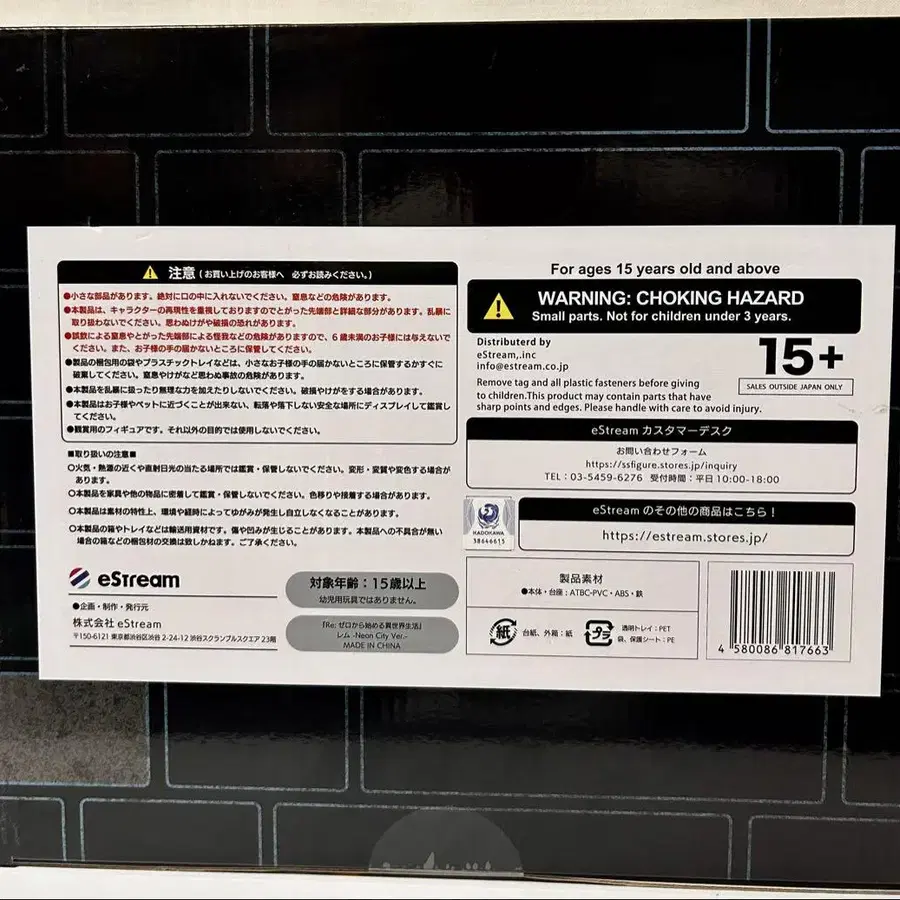 注意(お買い上げのお客様へ 必ずお読みください。)
●小さな部品があります。絶対に口の中に入れないでください。窒息などの危険があります。
●本製品は、キャラクターの再現性を重視しておりますのでとがった先端部と詳細な部分があります。乱暴に
取り扱わないでください。思わぬけがや破損の恐れがあります。
●誤飲による窒息やとがった先端部による怪我などの危険がありますので、6歳未満のお子様には与えないで
ください。また、お子様の手の届かないところに保管してください。
●製品の梱包用の袋やプラスチックトレイなどは、小さなお子様の手の届かないところに保管するかすぐに
破棄してください。窒息やけがなど思わぬ事故の危険があります。
●本製品を乱暴に扱ったり無理な力を加えたりしないでください。破損やけがをする場合があります。
●本製品はお子様やペットに近づくことが出来ない、転落や落下しない安全な場所にディスプレイして鑑賞し
てください。
●観賞用のフィギュアです。それ以外の目的では使用しないでください。
■取り扱いの注意■
○火気・熱源の近くや直射日光の当たる場所では鑑賞・保管しないでください。変形・変質や変色する場合が
あります。
○本製品を家具や他の物品に密着して鑑賞・保管しないでください。色移りや接着する場合があります。
○本製品は素材の特性上、環境や経時によってゆがみが発生し自立しなくなることがあります。
○本製品の箱やトレイなどは輸送用資材です。傷や凹みが生じることがあります。本製品への不具合が無い
場合の箱などの梱包材の交換は致しかねます。ご了承ください。
eStream
●企画・制作・発行元
株式会社 eStream
〒150-6121 東京都渋谷区渋谷 2-24-12 渋谷スクランブルスクエア 23階
対象年齢：15歳以上
幼児用玩具ではありません。
『Re: ゼロから始める異世界生活』
レム -Neon City Ver.-
MADE IN CHINA
For ages 15 years old and above
WARNING: CHOKING HAZARD
Small parts. Not for children under 3 years.
Distributerd by
eStream,.inc
info@estream.co.jp
15+
SALES OUTSIDE JAPAN ONLY
Remove tag and all plastic fasteners before giving
to children.This product may contain parts that have
sharp points and edges. Please handle with care to avoid injury.
eStream カスタマーデスク
お問い合わせフォーム
https://ssfigure.stores.jp/inquiry
TEL：03-5459-6276 受付時間：平日10:00-18:00
KADOKAWA
38646615
eStream のその他の商品はこちら！
https://estream.stores.jp/
製品素材
●本体・台座：ATBC-PVC・ABS・鉄
紙
台紙、外箱：紙
プラ
透明トレイ：PET
袋、保護シート：PE
4 580086 817663